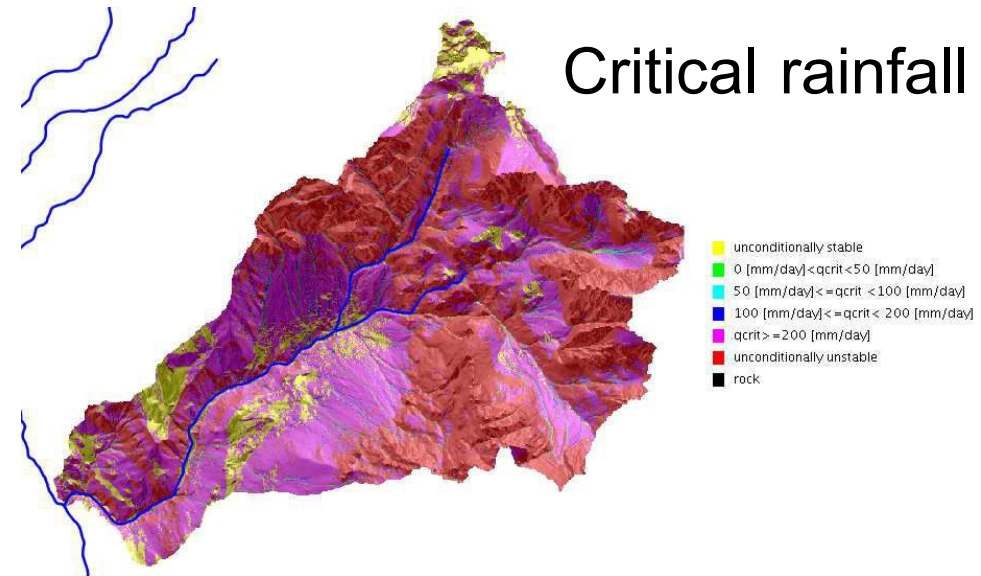 Critical rainfall
unconditionally stable
0 [mm/day]<qcrit<50 [mm/day]
50 [mm/day]<=qcrit <100 [mm/day]
100 [mm/day]<=qcrit< 200 [mm/day]
qcrit>=200 [mm/day]
unconditionally unstable
rock